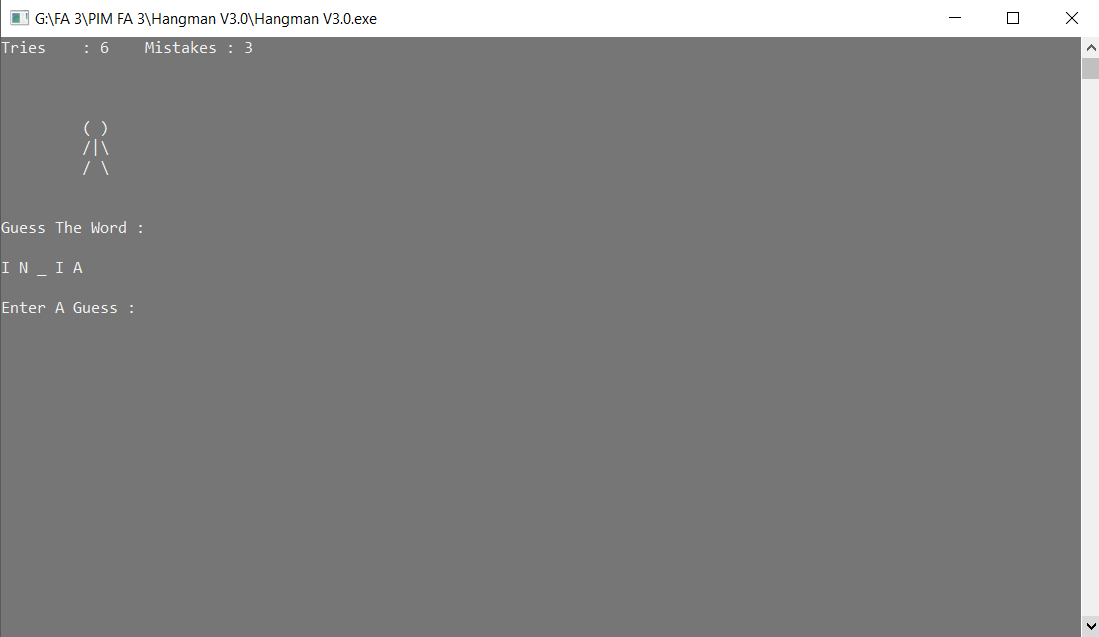 G:\FA 3\PIM FA 3\Hangman V3.0\Hangman V3.0.exe
Tries    : 6    Mistakes : 3
( )
/|\
/ \
Guess The Word :
I N _ I A
Enter A Guess :